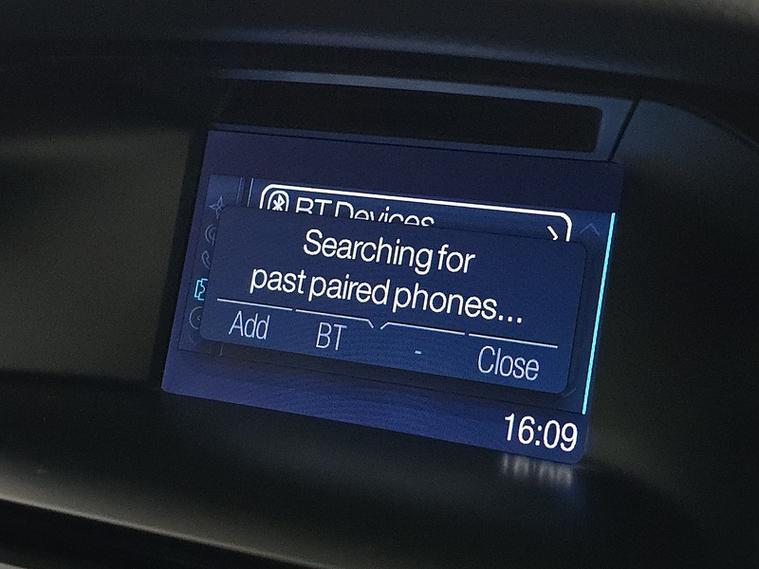 BT Devices
Searching for
past paired phones...
Add BT - Close
16:09